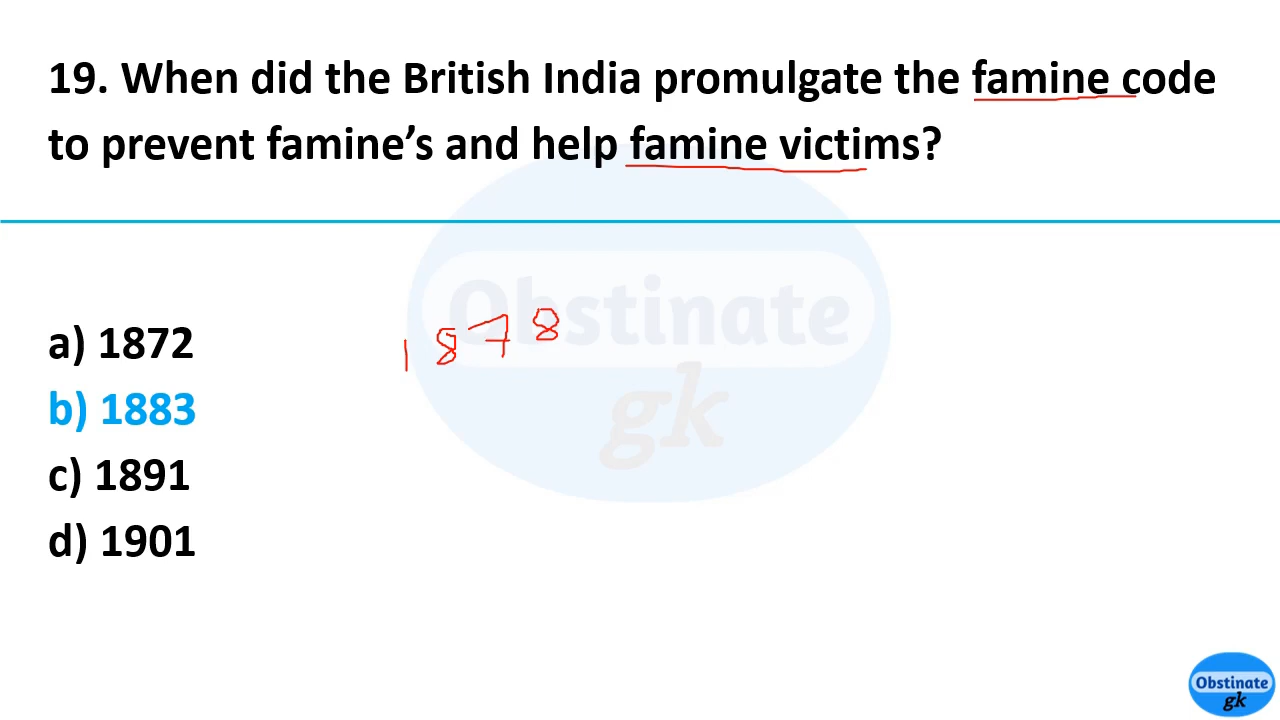 19. When did the British India promulgate the famine code
to prevent famine's and help famine victims?
Obstinate
gk
1878
a) 1872
b) 1883
c) 1891
d) 1901
Obstinate
gk